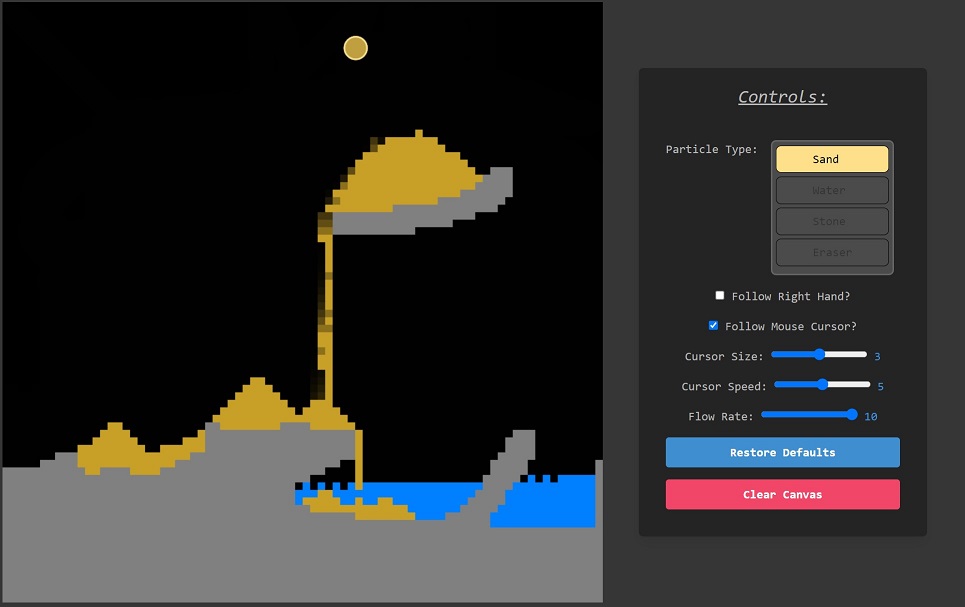 Controls:
Particle Type:
Sand
Water
Stone
Eraser
Follow Right Hand?
Follow Mouse Cursor?
Cursor Size: 3
Cursor Speed: 5
Flow Rate: 10
Restore Defaults
Clear Canvas